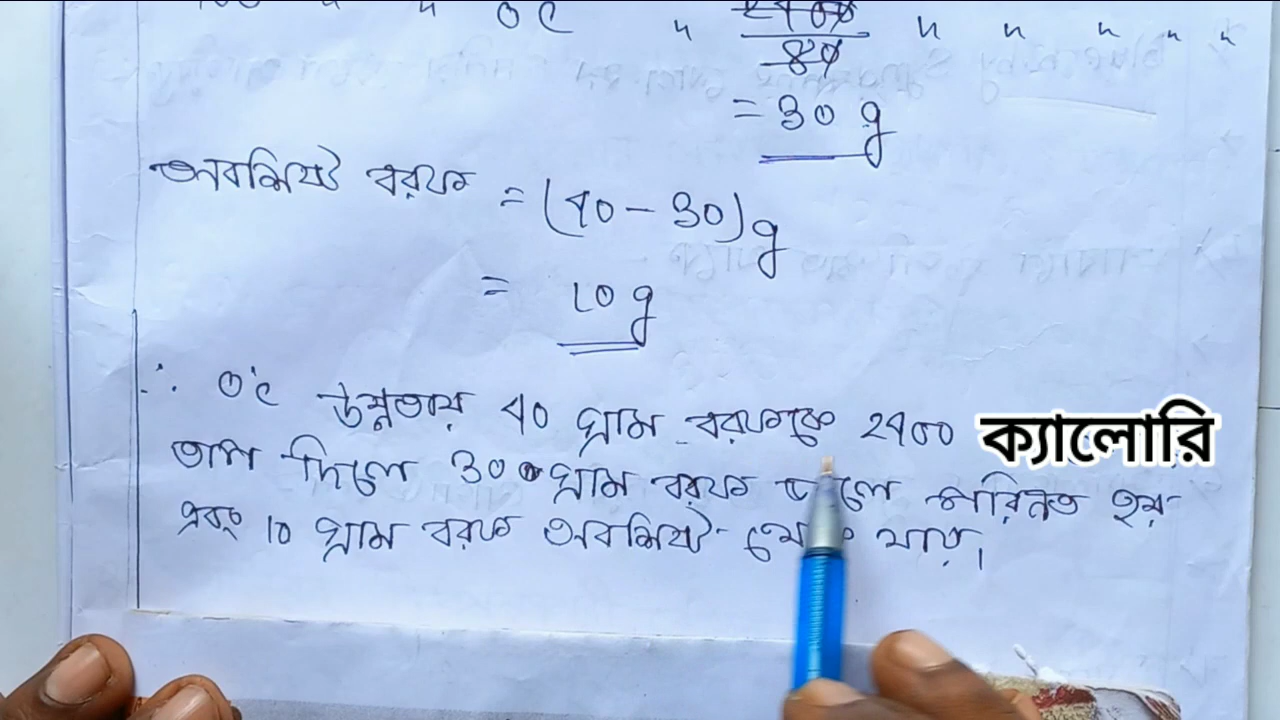 0°C " 2400
80
= 30 g
অবশিষ্ট বরফ = (40 - 30) g
= 10 g
∴ 0°C উষ্ণতায় 40 গ্রাম বরফকে 2400 ক্যালোরি
তাপ দিলে 30 গ্রাম বরফ জলে পরিনত হয়
এবং 10 গ্রাম বরফ অবশিষ্ট থেকে যায়।